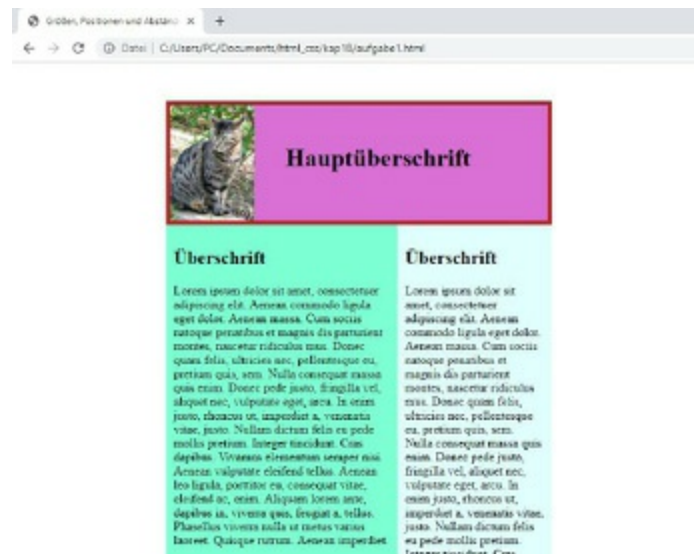 Größen, Positionen und Abständ
Datei | C:/Users/PC/Documents/html_css/kap18/aufgabe1.html
Hauptüberschrift
Überschrift
Lorem ipsum dolor sit amet, consectetuer
adipiscing elit. Aenean commodo ligula
eget dolor. Aenean massa. Cum sociis
natoque penatibus et magnis dis parturient
montes, nascetur ridiculus mus. Donec
quam felis, ultricies nec, pellentesque eu,
pretium quis, sem. Nulla consequat massa
quis enim. Donec pede justo, fringilla vel,
aliquet nec, vulputate eget, arcu. In enim
justo, rhoncus ut, imperdiet a, venenatis
vitae, justo. Nullam dictum felis eu pede
mollis pretium. Integer tincidunt. Cras
dapibus. Vivamus elementum semper nisi.
Aenean vulputate eleifend tellus. Aenean
leo ligula, porttitor eu, consequat vitae,
eleifend ac, enim. Aliquam lorem ante,
dapibus in, viverra quis, feugiat a, tellus.
Phasellus viverra nulla ut metus varius
laoreet. Quisque rutrum. Aenean imperdiet
Überschrift
Lorem ipsum dolor sit
amet, consectetuer
adipiscing elit. Aenean
commodo ligula eget dolor.
Aenean massa. Cum sociis
natoque penatibus et
magnis dis parturient
montes, nascetur ridiculus
mus. Donec quam felis,
ultricies nec, pellentesque
eu, pretium quis, sem.
Nulla consequat massa quis
enim. Donec pede justo,
fringilla vel, aliquet nec,
vulputate eget, arcu. In
enim justo, rhoncus ut,
imperdiet a, venenatis vitae,
justo. Nullam dictum felis
eu pede mollis pretium.
Integer tincidunt. Cras